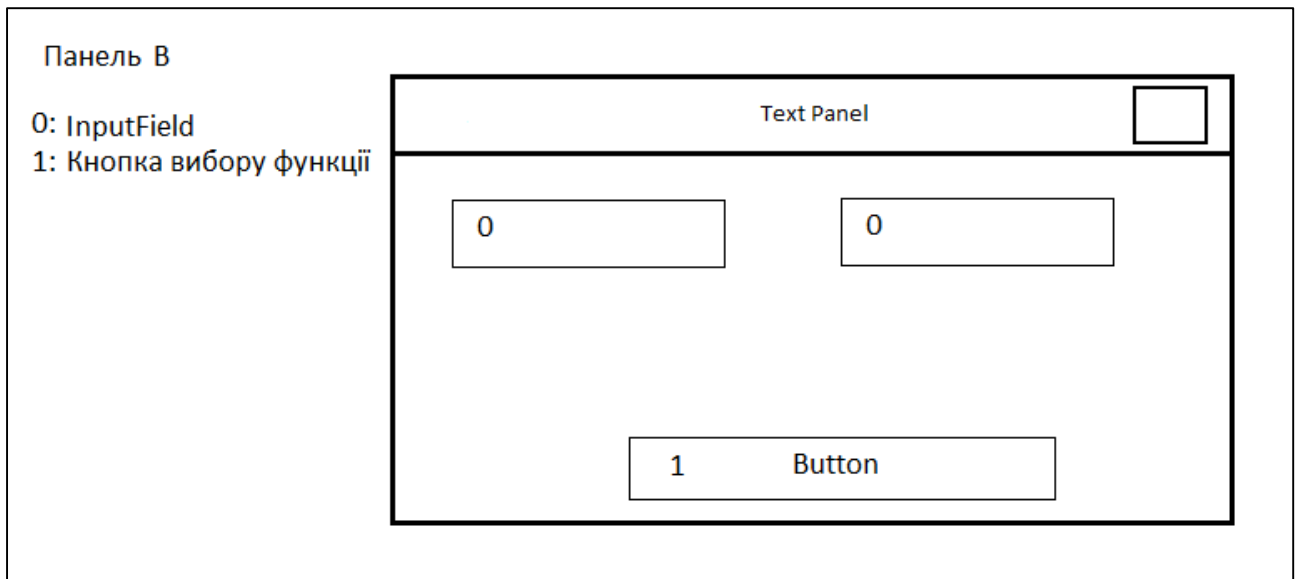 Панель В
0: InputField
1: Кнопка вибору функції
Text Panel
0
0
1 Button